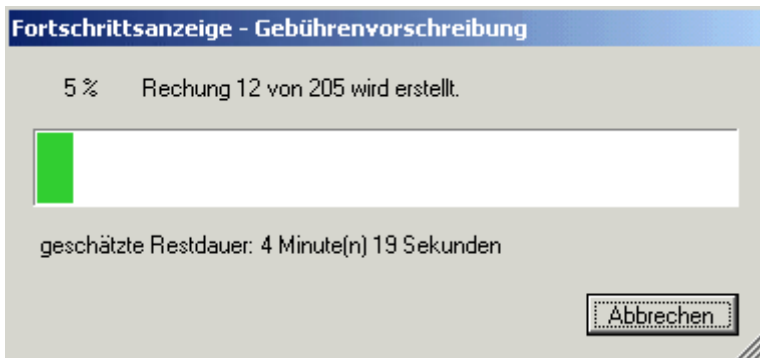 Fortschrittsanzeige - Gebührenvorschreibung
5 % Rechung 12 von 205 wird erstellt.
geschätzte Restdauer: 4 Minute(n) 19 Sekunden
Abbrechen